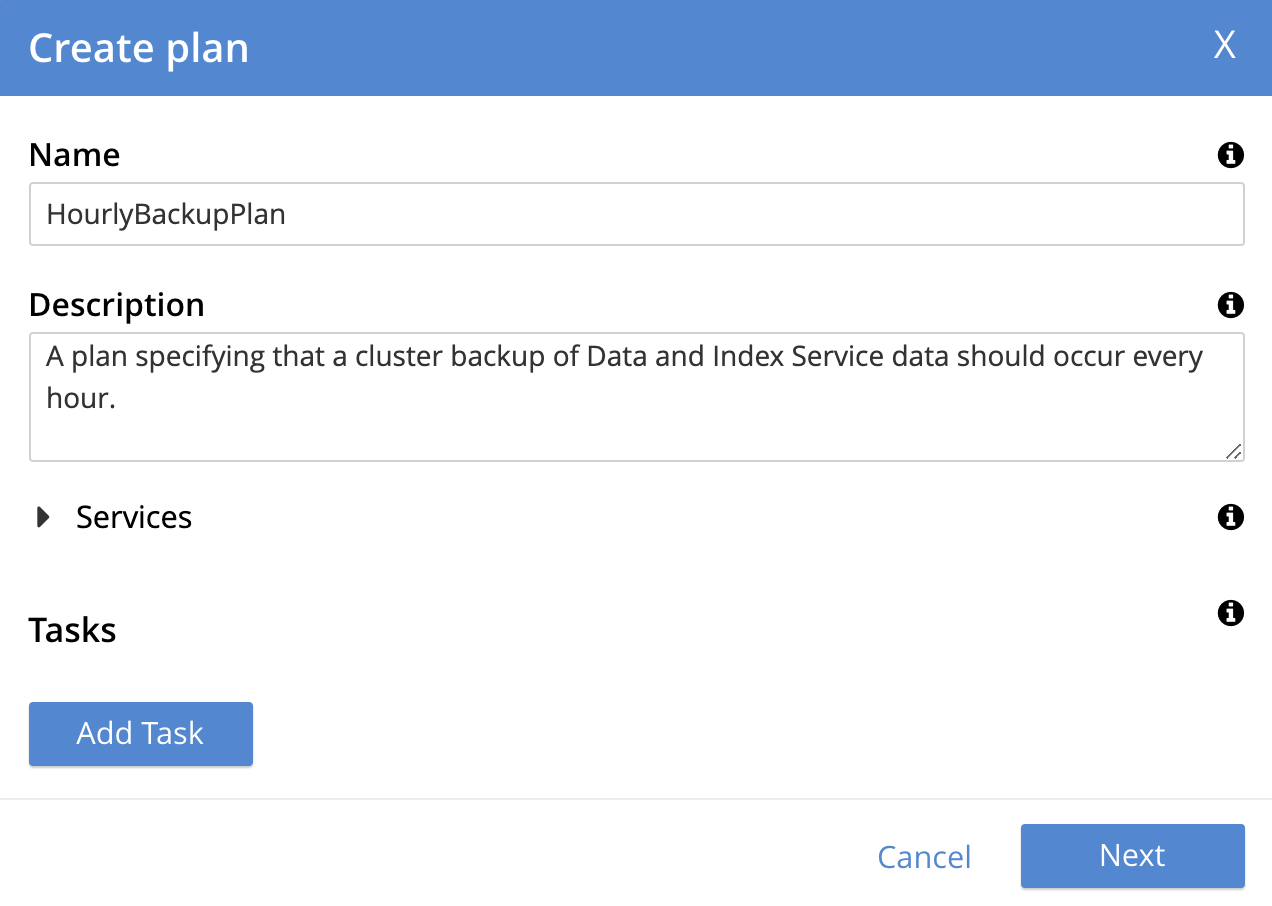 Create plan
X
Name
HourlyBackupPlan
Description
A plan specifying that a cluster backup of Data and Index Service data should occur every
hour.
Services
Tasks
Add Task
Cancel
Next